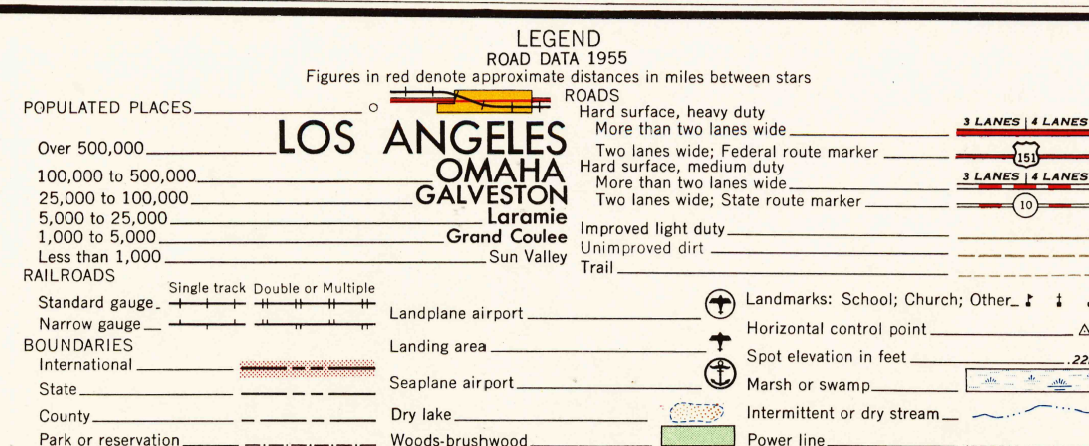 LEGEND
ROAD DATA 1955
Figures in red denote approximate distances in miles between stars
POPULATED PLACES
Over 500,000 LOS ANGELES
100,000 to 500,000 OMAHA
25,000 to 100,000 GALVESTON
5,000 to 25,000 Laramie
1,000 to 5,000 Grand Coulee
Less than 1,000 Sun Valley
RAILROADS
Single track Double or Multiple
Standard gauge
Narrow gauge
BOUNDARIES
International
State
County
Park or reservation
Landplane airport
Landing area
Seaplane airport
Dry lake
Woods-brushwood
ROADS
Hard surface, heavy duty
More than two lanes wide 3 LANES | 4 LANES
Two lanes wide; Federal route marker 151
Hard surface, medium duty
More than two lanes wide 3 LANES | 4 LANES
Two lanes wide; State route marker 10
Improved light duty
Unimproved dirt
Trail
Landmarks: School; Church; Other
Horizontal control point
Spot elevation in feet
Marsh or swamp
Intermittent or dry stream
Power line